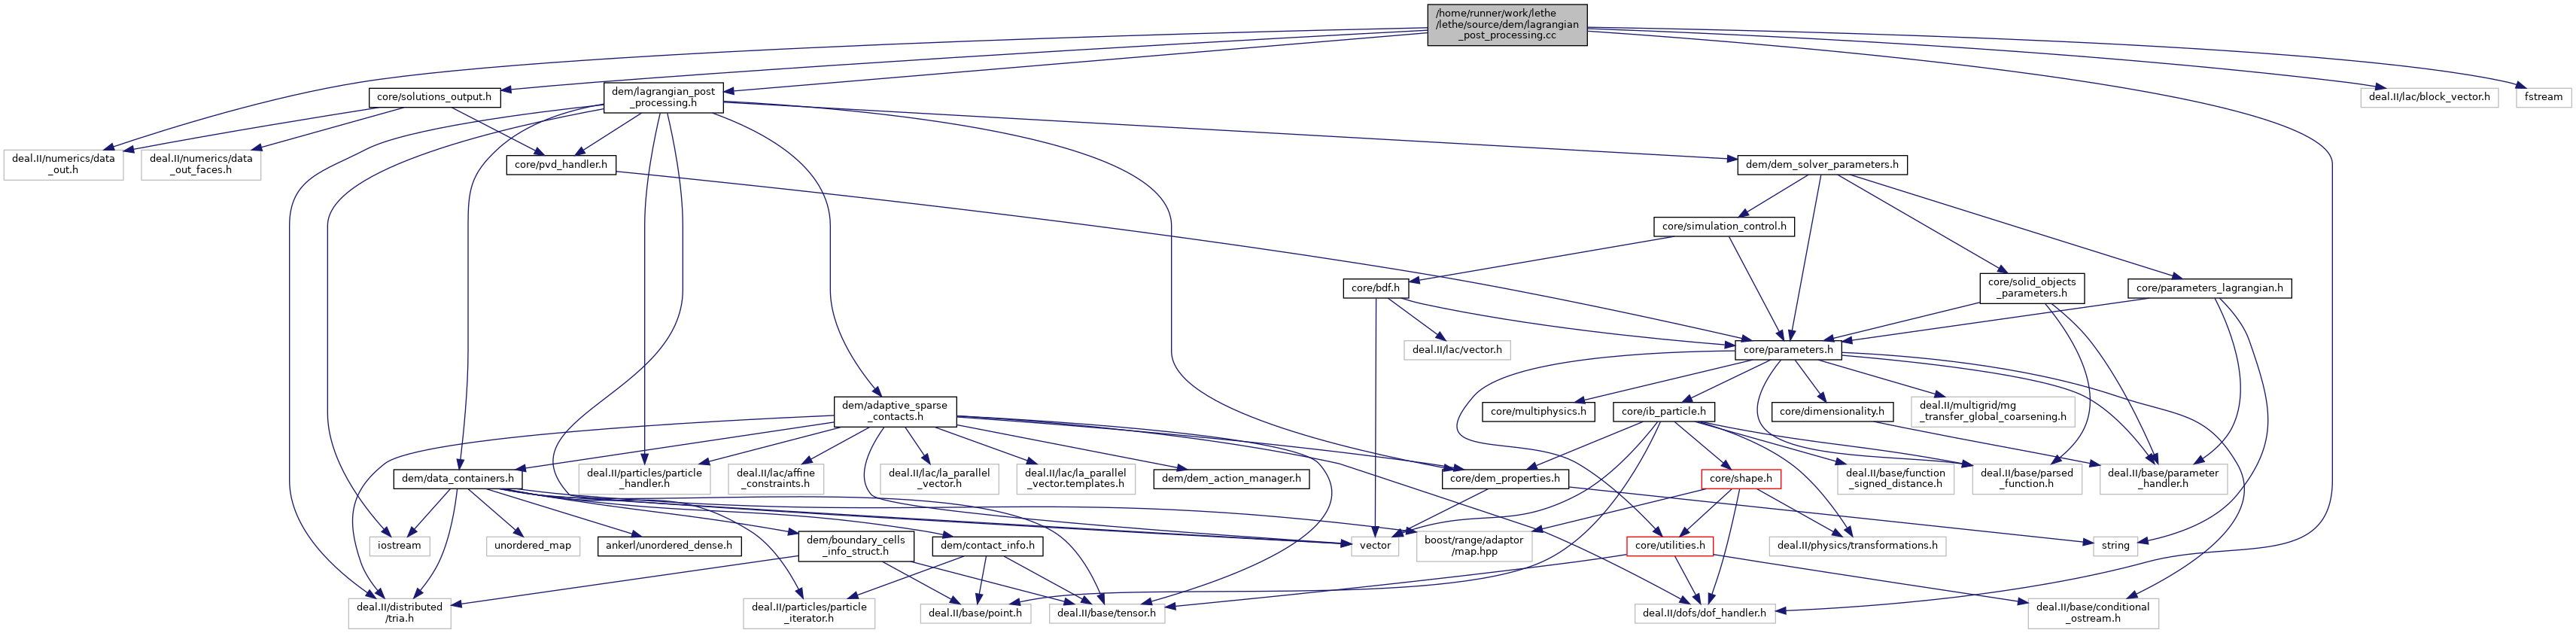 /home/runner/work/lethe
/lethe/source/dem/lagrangian
_post_processing.cc
core/solutions_output.h
dem/lagrangian_post
_processing.h
deal.II/lac/block_vector.h
fstream
deal.II/numerics/data
_out.h
deal.II/numerics/data
_out_faces.h
core/pvd_handler.h
dem/dem_solver_parameters.h
core/simulation_control.h
core/bdf.h
core/solid_objects
_parameters.h
core/parameters_lagrangian.h
deal.II/lac/vector.h
core/parameters.h
dem/adaptive_sparse
_contacts.h
core/multiphysics.h
core/ib_particle.h
core/dimensionality.h
deal.II/multigrid/mg
_transfer_global_coarsening.h
dem/data_containers.h
deal.II/particles/particle
_handler.h
deal.II/lac/affine
_constraints.h
deal.II/lac/la_parallel
_vector.h
deal.II/lac/la_parallel
_vector.templates.h
dem/dem_action_manager.h
core/dem_properties.h
core/shape.h
deal.II/base/function
_signed_distance.h
deal.II/base/parsed
_function.h
deal.II/base/parameter
_handler.h
iostream
unordered_map
ankerl/unordered_dense.h
dem/boundary_cells
_info_struct.h
dem/contact_info.h
vector
boost/range/adaptor
/map.hpp
core/utilities.h
deal.II/physics/transformations.h
string
deal.II/distributed
/tria.h
deal.II/particles/particle
_iterator.h
deal.II/base/point.h
deal.II/base/tensor.h
deal.II/dofs/dof_handler.h
deal.II/base/conditional
_ostream.h